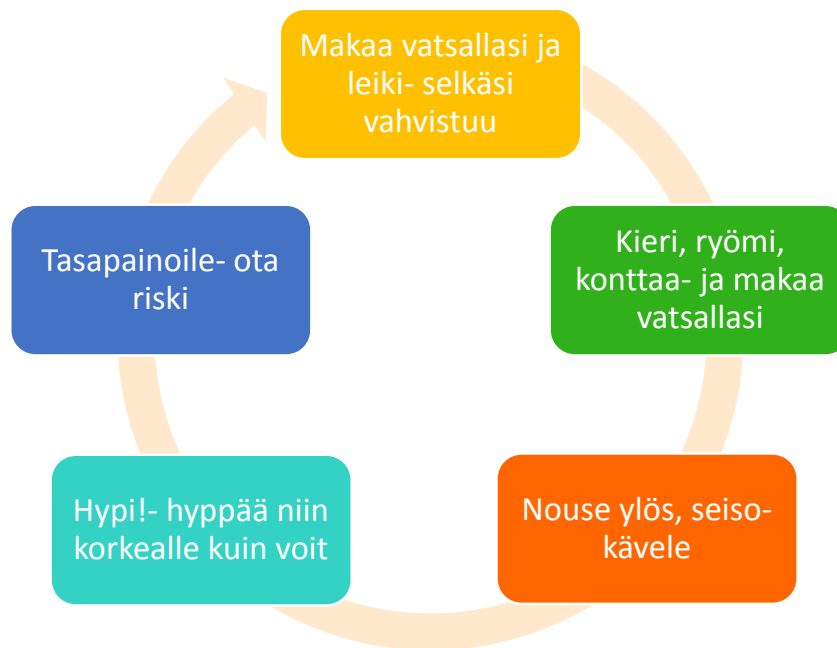 Makaa vatsallasi ja
leiki- selkäsi
vahvistuu
Kieri, ryömi,
konttaa- ja makaa
vatsallasi
Nouse ylös, seiso-
kävele
Hypi!- hyppää niin
korkealle kuin voit
Tasapainoile- ota
riski